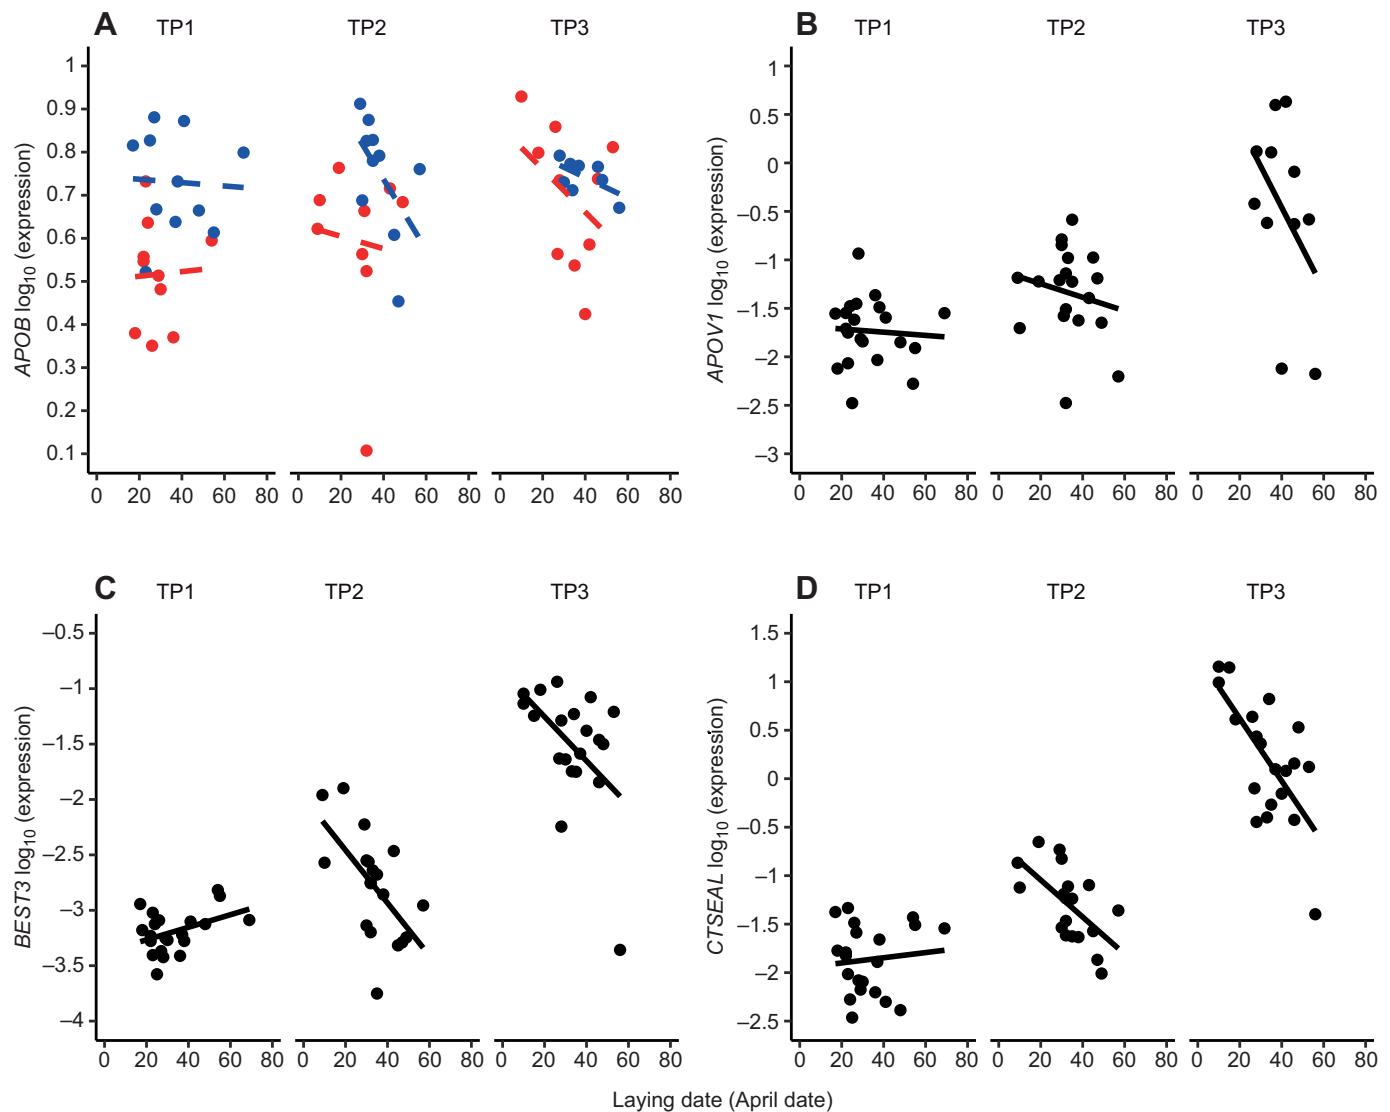 A TP1 TP2 TP3
1
0.9
0.8
0.7
0.6
0.5
0.4
0.3
0.2
0.1
APOB log10 (expression)
0 20 40 60 80 0 20 40 60 80 0 20 40 60 80
B TP1 TP2 TP3
1
0.5
0
–0.5
–1
–1.5
–2
–2.5
–3
APOV1 log10 (expression)
0 20 40 60 80 0 20 40 60 80 0 20 40 60 80
C TP1 TP2 TP3
–0.5
–1
–1.5
–2
–2.5
–3
–3.5
–4
BEST3 log10 (expression)
0 20 40 60 80 0 20 40 60 80 0 20 40 60 80
D TP1 TP2 TP3
1.5
1
0.5
0
–0.5
–1
–1.5
–2
–2.5
CTSEAL log10 (expression)
0 20 40 60 80 0 20 40 60 80 0 20 40 60 80
Laying date (April date)